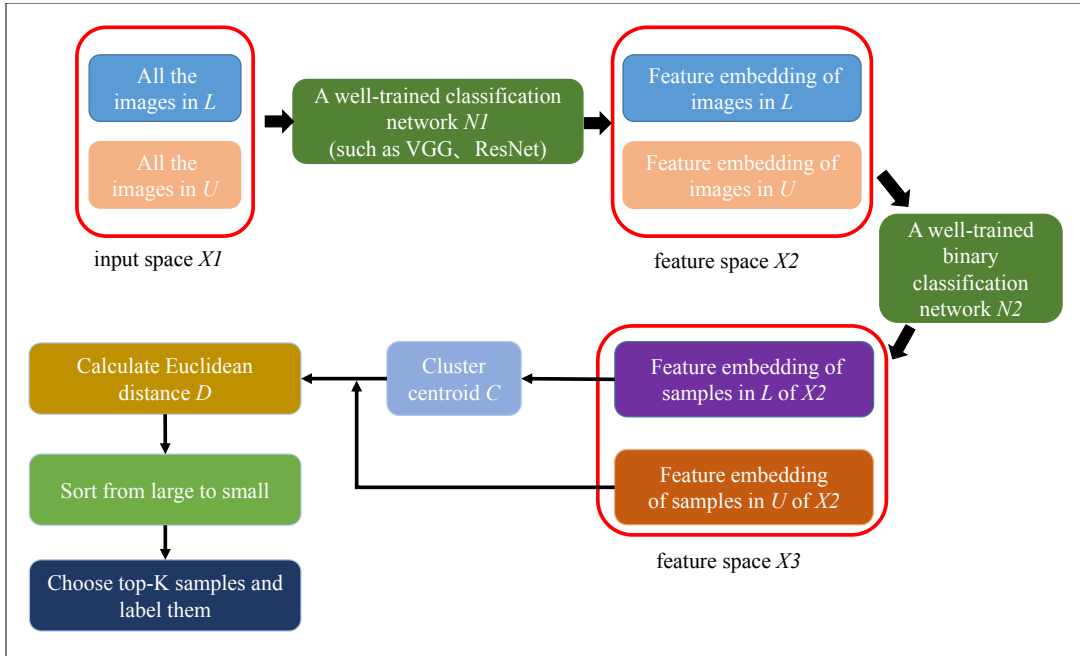 All the
images in L
All the
images in U
input space X1
A well-trained classification
network N1
(such as VGG、ResNet)
Feature embedding of
images in L
Feature embedding of
images in U
feature space X2
A well-trained
binary
classification
network N2
Feature embedding of
samples in L of X2
Feature embedding
of samples in U of X2
feature space X3
Cluster
centroid C
Calculate Euclidean
distance D
Sort from large to small
Choose top-K samples and
label them